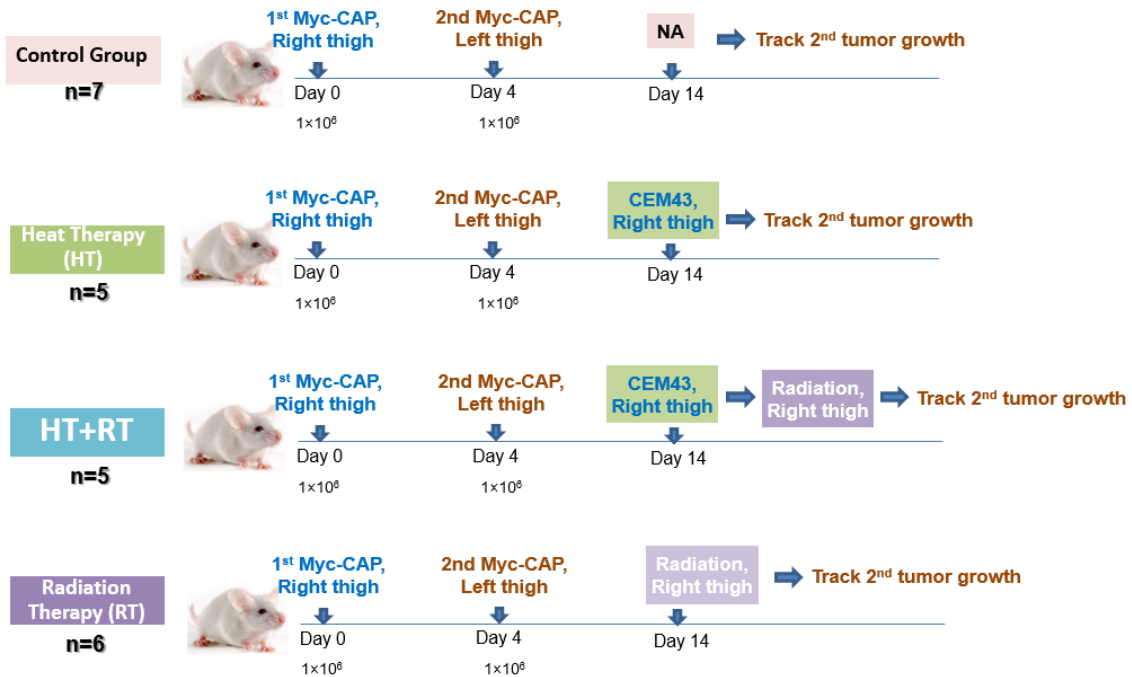 1st Myc-CAP,
Right thigh
2nd Myc-CAP,
Left thigh
NA
Track 2nd tumor growth
Control Group
n=7
Day 0
Day 4
Day 14
1×10⁶
1×10⁶
1st Myc-CAP,
Right thigh
2nd Myc-CAP,
Left thigh
CEM43,
Right thigh
Track 2nd tumor growth
Heat Therapy
(HT)
n=5
Day 0
Day 4
Day 14
1×10⁶
1×10⁶
1st Myc-CAP,
Right thigh
2nd Myc-CAP,
Left thigh
CEM43,
Right thigh
Radiation,
Right thigh
Track 2nd tumor growth
HT+RT
n=5
Day 0
Day 4
Day 14
1×10⁶
1×10⁶
1st Myc-CAP,
Right thigh
2nd Myc-CAP,
Left thigh
Radiation,
Right thigh
Track 2nd tumor growth
Radiation
Therapy (RT)
n=6
Day 0
Day 4
Day 14
1×10⁶
1×10⁶